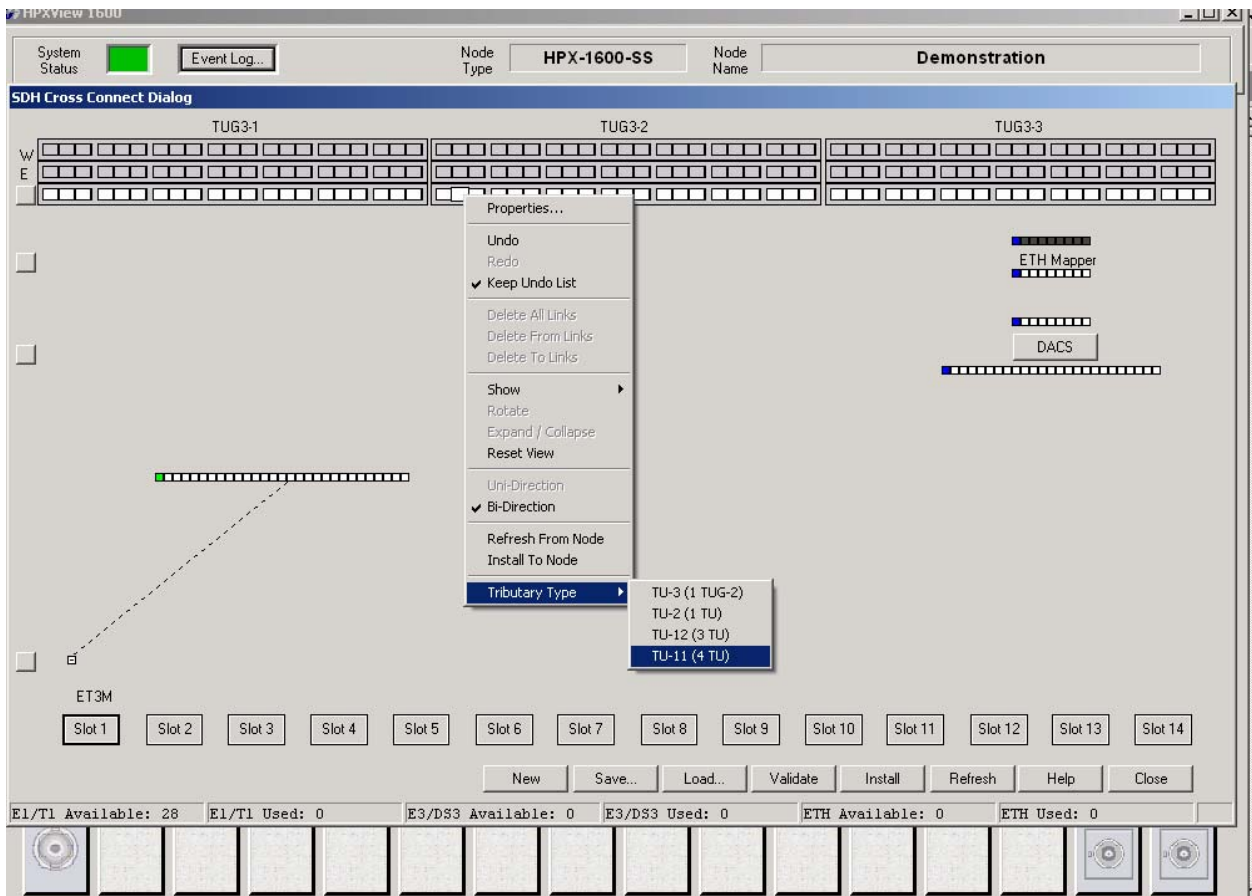 HPXView 1600
System Status
Event Log...
Node Type
HPX-1600-SS
Node Name
Demonstration
SDH Cross Connect Dialog
TUG3-1
TUG3-2
TUG3-3
W
E
Properties...
Undo
Redo
Keep Undo List
Delete All Links
Delete From Links
Delete To Links
Show
Rotate
Expand / Collapse
Reset View
Uni-Direction
Bi-Direction
Refresh From Node
Install To Node
Tributary Type
TU-3 (1 TUG-2)
TU-2 (1 TU)
TU-12 (3 TU)
TU-11 (4 TU)
ETH Mapper
DACS
ET3M
Slot 1 Slot 2 Slot 3 Slot 4 Slot 5 Slot 6 Slot 7 Slot 8 Slot 9 Slot 10 Slot 11 Slot 12 Slot 13 Slot 14
New Save... Load... Validate Install Refresh Help Close
E1/T1 Available: 28 E1/T1 Used: 0 E3/DS3 Available: 0 E3/DS3 Used: 0 ETH Available: 0 ETH Used: 0